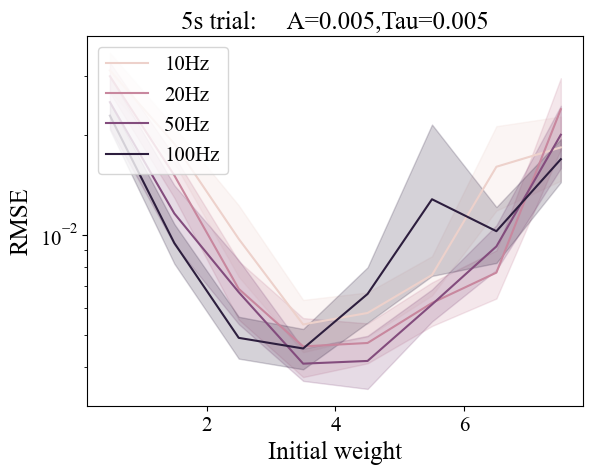 5s trial:     A=0.005,Tau=0.005
10Hz
20Hz
50Hz
100Hz
RMSE
10⁻²
2 4 6
Initial weight